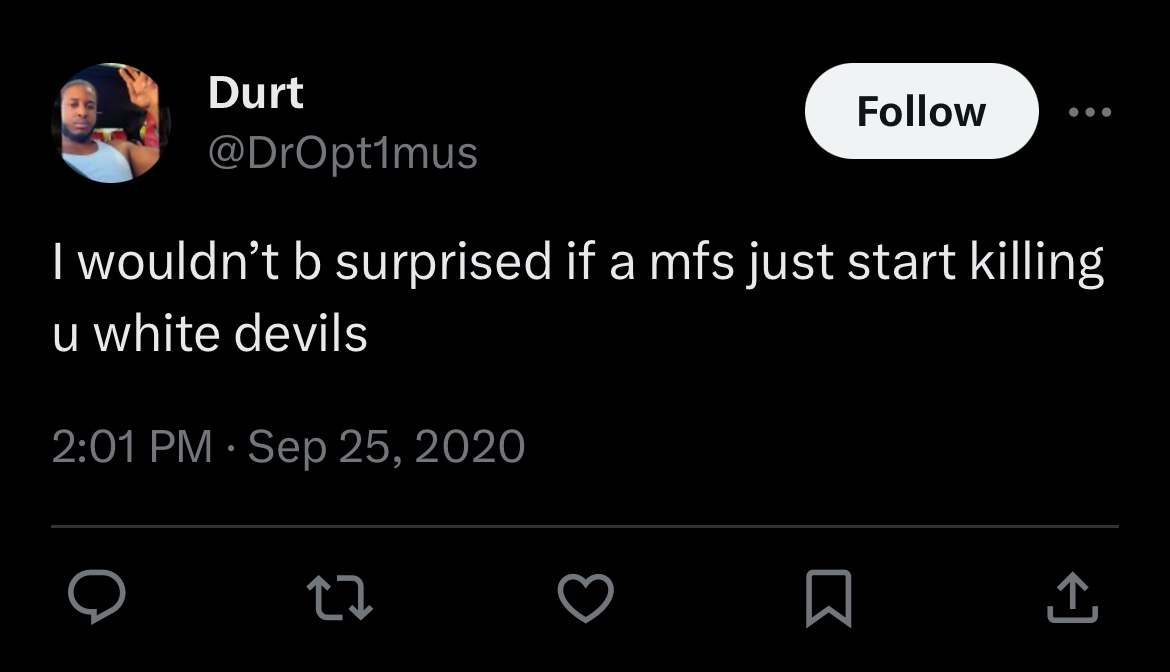 Durt
@DrOpt1mus
Follow
I wouldn’t b surprised if a mfs just start killing
u white devils
2:01 PM · Sep 25, 2020